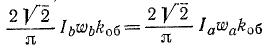 2√2/π I_b w_b k_об = 2√2/π I_a w_a k_об